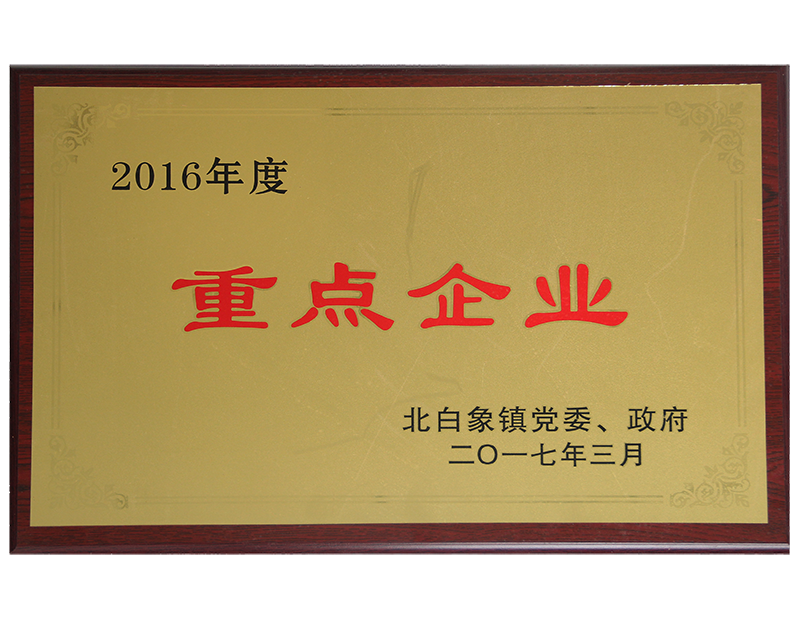 2016年度
重点企业
北白象镇党委、政府
二〇一七年三月